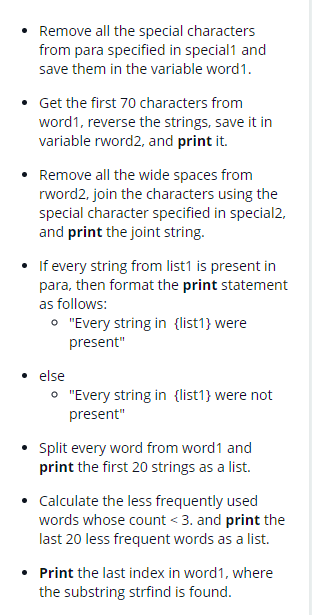 Remove all the special characters
from para specified in special1 and
save them in the variable word1.
Get the first 70 characters from
word1, reverse the strings, save it in
variable rword2, and print it.
Remove all the wide spaces from
rword2, join the characters using the
special character specified in special2,
and print the joint string.
If every string from list1 is present in
para, then format the print statement
as follows:
"Every string in {list1} were
present"
else
"Every string in {list1} were not
present"
Split every word from word1 and
print the first 20 strings as a list.
Calculate the less frequently used
words whose count < 3. and print the
last 20 less frequent words as a list.
Print the last index in word1, where
the substring strfind is found.